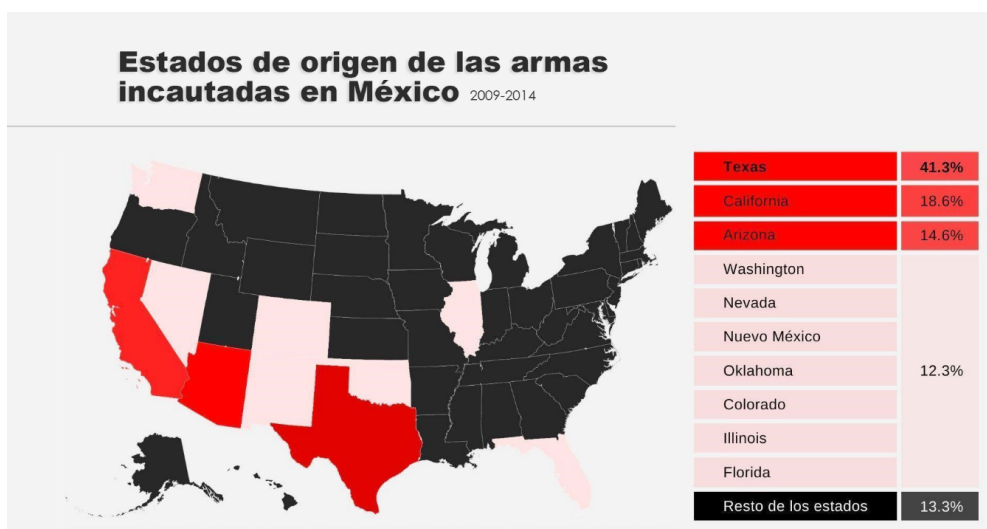 Estados de origen de las armas
incautadas en México 2009-2014
Texas 41.3%
California 18.6%
Arizona 14.6%
Washington
Nevada
Nuevo México
Oklahoma 12.3%
Colorado
Illinois
Florida
Resto de los estados 13.3%